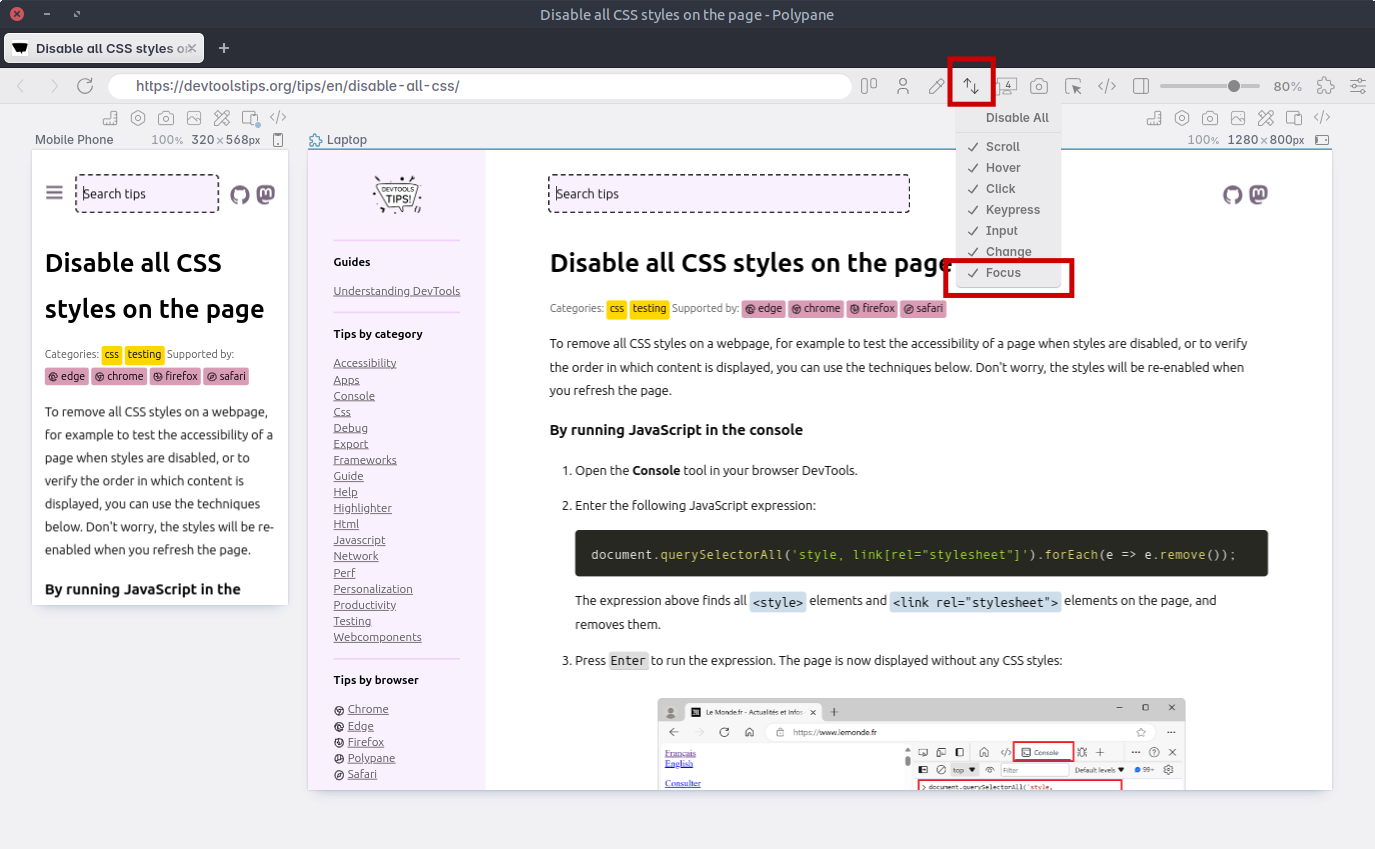 Disable all CSS styles on the page - Polypane
Disable all CSS styles on
https://devtoolstips.org/tips/en/disable-all-css/
4
80%
Disable All
Scroll
Hover
Click
Keypress
Input
Change
Focus
Mobile Phone 100% 320×568px
Search tips
Disable all CSS
styles on the page
Categories: css testing Supported by:
edge chrome firefox safari
To remove all CSS styles on a webpage,
for example to test the accessibility of a
page when styles are disabled, or to
verify the order in which content is
displayed, you can use the techniques
below. Don't worry, the styles will be re-
enabled when you refresh the page.
By running JavaScript in the
Laptop 100% 1280×800px
DEVTOOLS
TIPS!
Guides
Understanding DevTools
Tips by category
Accessibility
Apps
Console
Css
Debug
Export
Frameworks
Guide
Help
Highlighter
Html
Javascript
Network
Perf
Personalization
Productivity
Testing
Webcomponents
Tips by browser
Chrome
Edge
Firefox
Polypane
Safari
Search tips
Disable all CSS styles on the page
Categories: css testing Supported by: edge chrome firefox safari
To remove all CSS styles on a webpage, for example to test the accessibility of a page when styles are disabled, or to verify
the order in which content is displayed, you can use the techniques below. Don't worry, the styles will be re-enabled when
you refresh the page.
By running JavaScript in the console
1. Open the Console tool in your browser DevTools.
2. Enter the following JavaScript expression:
document.querySelectorAll('style, link[rel="stylesheet"]').forEach(e => e.remove());
The expression above finds all <style> elements and <link rel="stylesheet"> elements on the page, and
removes them.
3. Press Enter to run the expression. The page is now displayed without any CSS styles:
Le Monde.fr - Actualités et Infos
https://www.lemonde.fr
Français
English
Consulter
Console
top Filter Default levels 99+
> document.querySelectorAll('style,